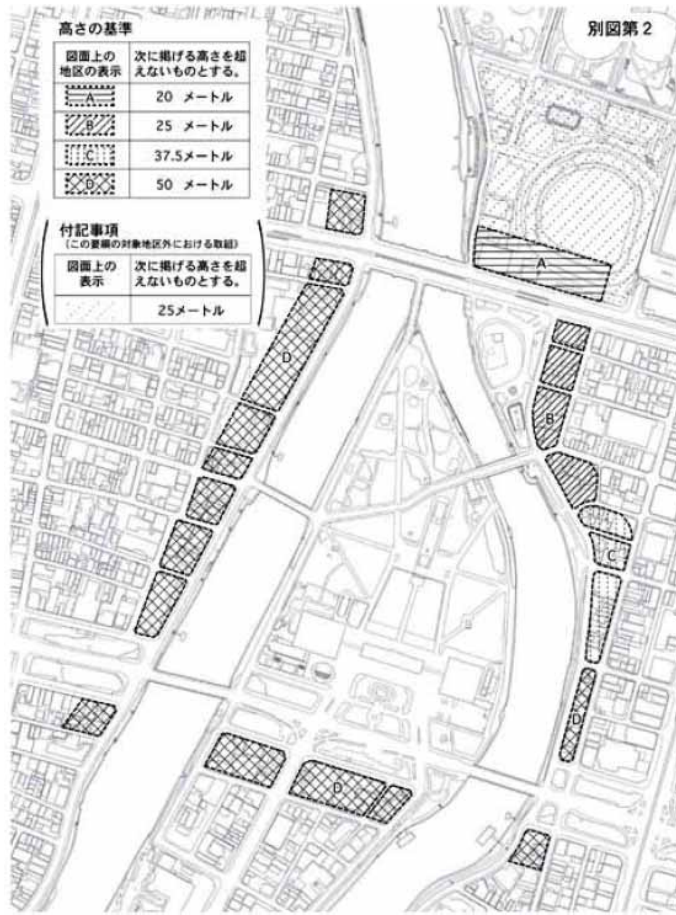 別図第2
高さの基準
図面上の
地区の表示
次に掲げる高さを超
えないものとする。
A
20 メートル
B
25 メートル
C
37.5メートル
D
50 メートル
付記事項
(この要綱の対象地区外における取組)
図面上の
表示
次に掲げる高さを超
えないものとする。
25メートル
A
D
B
C
D
D